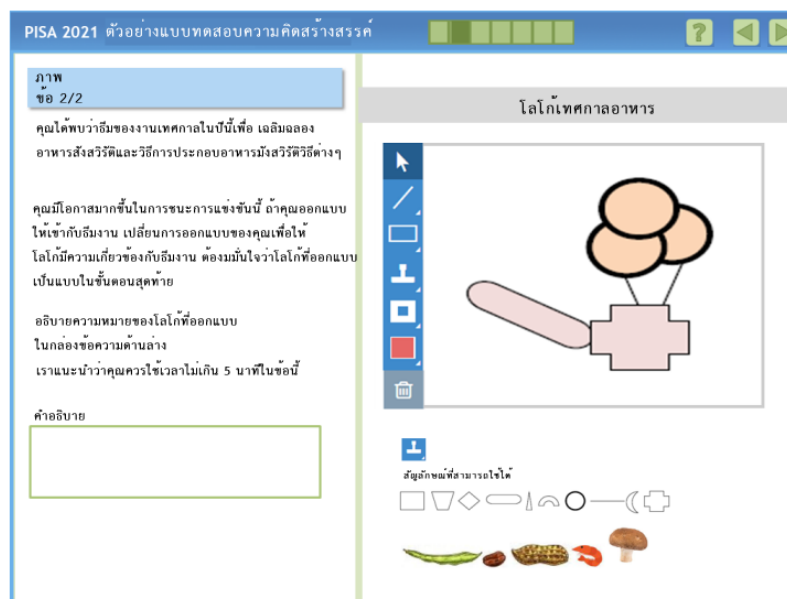 PISA 2021 ตัวอย่างแบบทดสอบความคิดสร้างสรรค์
?
ภาพ
ข้อ 2/2
คุณได้พบว่าธีมของงานเทศกาลในปีนี้เพื่อ เฉลิมฉลอง
อาหารสังสวิรัติและวิธีการประกอบอาหารมังสวิรัติวิธีต่างๆ
คุณมีโอกาสมากขึ้นในการชนะการแข่งขันนี้ ถ้าคุณออกแบบ
ให้เข้ากับธีมงาน เปลี่ยนการออกแบบของคุณเพื่อให้
โลโก้มีความเกี่ยวข้องกับธีมงาน ต้องมมั่นใจว่าโลโก้ที่ออกแบบ
เป็นแบบในขั้นตอนสุดท้าย
อธิบายความหมายของโลโก้ที่ออกแบบ
ในกล่องข้อความด้านล่าง
เราแนะนำว่าคุณควรใช้เวลาไม่เกิน 5 นาทีในข้อนี้
คำอธิบาย
โลโก้เทศกาลอาหาร
สัญลักษณ์ที่สามารถใช้ได้